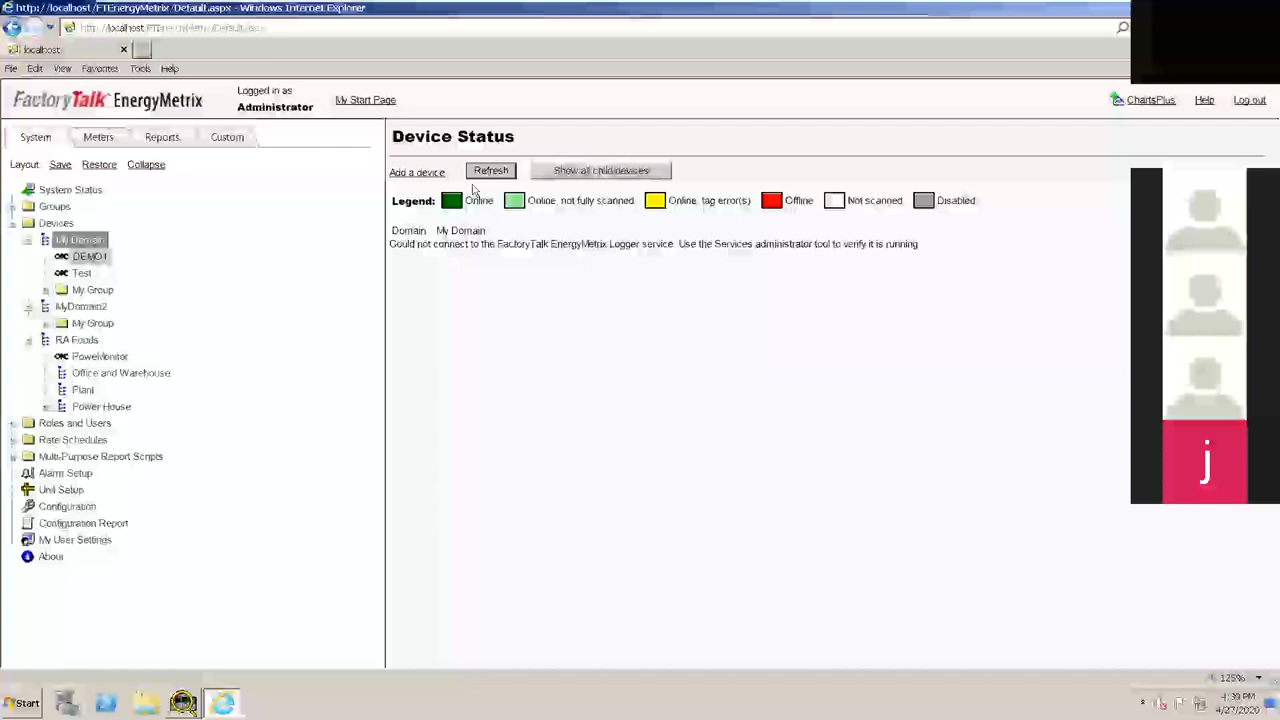 http://localhost/FTEnergyMetrix/Default.aspx - Windows Internet Explorer
http://localhost/FTEnergyMetrix/Default.aspx
localhost
File Edit View Favorites Tools Help
FactoryTalk EnergyMetrix
Logged in as
Administrator
My Start Page
ChartsPlus Help Log out
System Meters Reports Custom
Layout: Save Restore Collapse
System Status
Groups
Devices
My Domain
DEMO1
Test
My Group
MyDomain2
My Group
RA Foods
PoweMonitor
Office and Warehouse
Plant
Power House
Roles and Users
Rate Schedules
Multi-Purpose Report Scripts
Alarm Setup
Unit Setup
Configuration
Configuration Report
My User Settings
About
Device Status
Add a device Refresh Show all child devices
Legend: Online Online, not fully scanned Online, tag error(s) Offline Not scanned Disabled
Domain My Domain
Could not connect to the FactoryTalk EnergyMetrix Logger service. Use the Services administrator tool to verify it is running
j
125%
Start
4:39 PM
4/27/2020